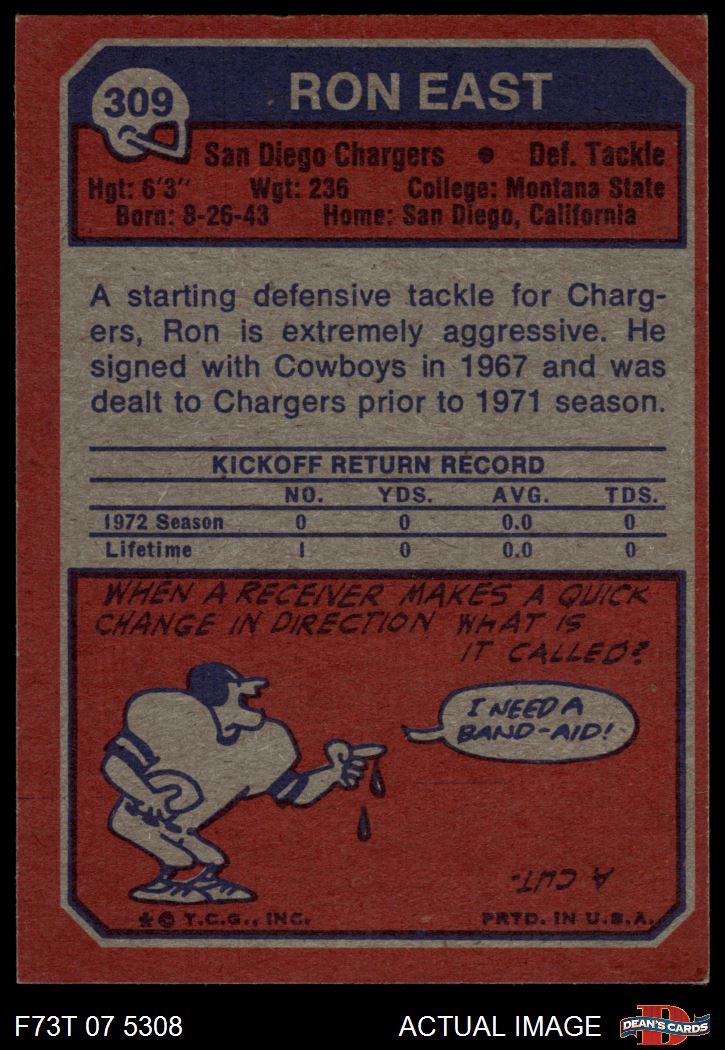 309
RON EAST
San Diego Chargers • Def. Tackle
Hgt: 6'3" Wgt: 236 College: Montana State
Born: 8-26-43 Home: San Diego, California
A starting defensive tackle for Charg-
ers, Ron is extremely aggressive. He
signed with Cowboys in 1967 and was
dealt to Chargers prior to 1971 season.
KICKOFF RETURN RECORD
NO. YDS. AVG. TDS.
1972 Season 0 0 0.0 0
Lifetime 1 0 0.0 0
WHEN A RECEIVER MAKES A QUICK
CHANGE IN DIRECTION WHAT IS
IT CALLED?
I NEED A
BAND-AID!
A CUT.
* © T.C.G., INC. PRTD. IN U.S.A.
F73T 07 5308 ACTUAL IMAGE
D
DEAN'S CARDS